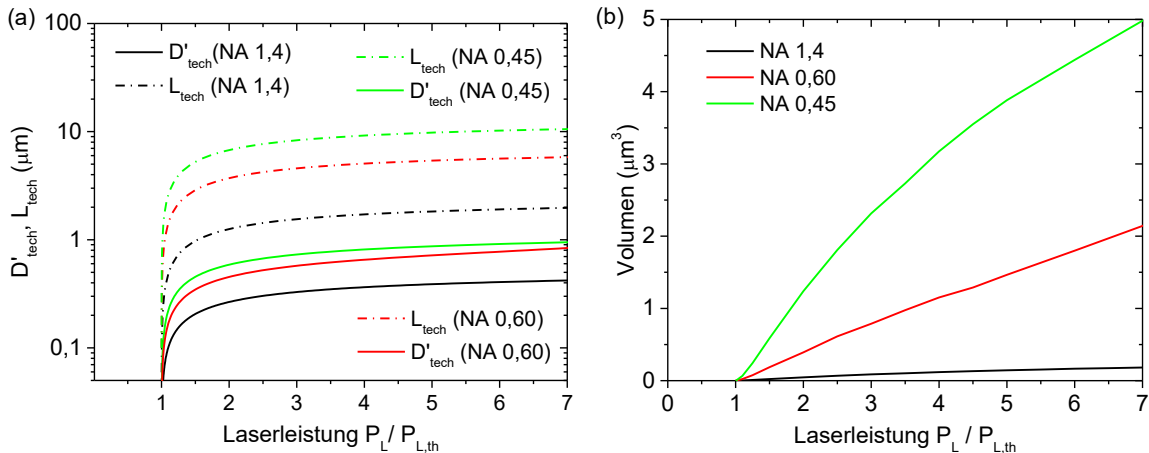 (a)
100
10
1
0,1
D'tech, Ltech (μm)
D'tech(NA 1,4)
Ltech (NA 1,4)
Ltech (NA 0,45)
D'tech (NA 0,45)
Ltech (NA 0,60)
D'tech (NA 0,60)
1 2 3 4 5 6 7
Laserleistung PL/ PL,th
(b)
5
4
3
2
1
0
Volumen (μm³)
NA 1,4
NA 0,60
NA 0,45
0 1 2 3 4 5 6 7
Laserleistung PL / PL,th